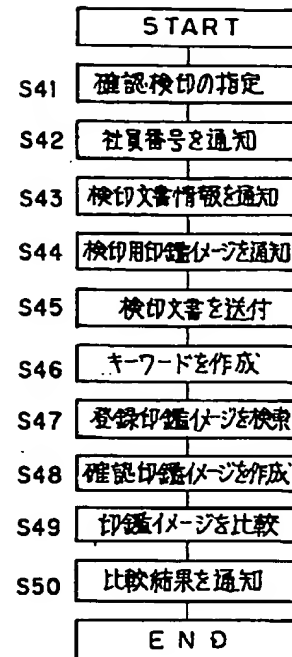 START
S41 確認検印の指定
S42 社員番号を通知
S43 検印文書情報を通知
S44 検印用印鑑イメージを通知
S45 検印文書を送付
S46 キーワードを作成
S47 登録印鑑イメージを検索
S48 確認印鑑イメージを作成
S49 印鑑イメージを比較
S50 比較結果を通知
END